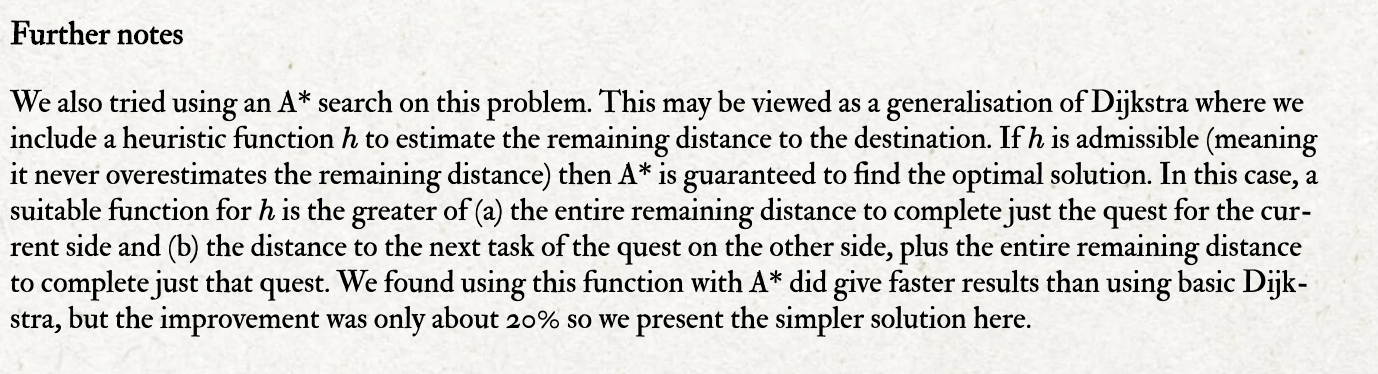 Further notes
We also tried using an A* search on this problem. This may be viewed as a generalisation of Dijkstra where we
include a heuristic function h to estimate the remaining distance to the destination. If h is admissible (meaning
it never overestimates the remaining distance) then A* is guaranteed to find the optimal solution. In this case, a
suitable function for h is the greater of (a) the entire remaining distance to complete just the quest for the cur-
rent side and (b) the distance to the next task of the quest on the other side, plus the entire remaining distance
to complete just that quest. We found using this function with A* did give faster results than using basic Dijk-
stra, but the improvement was only about 20% so we present the simpler solution here.